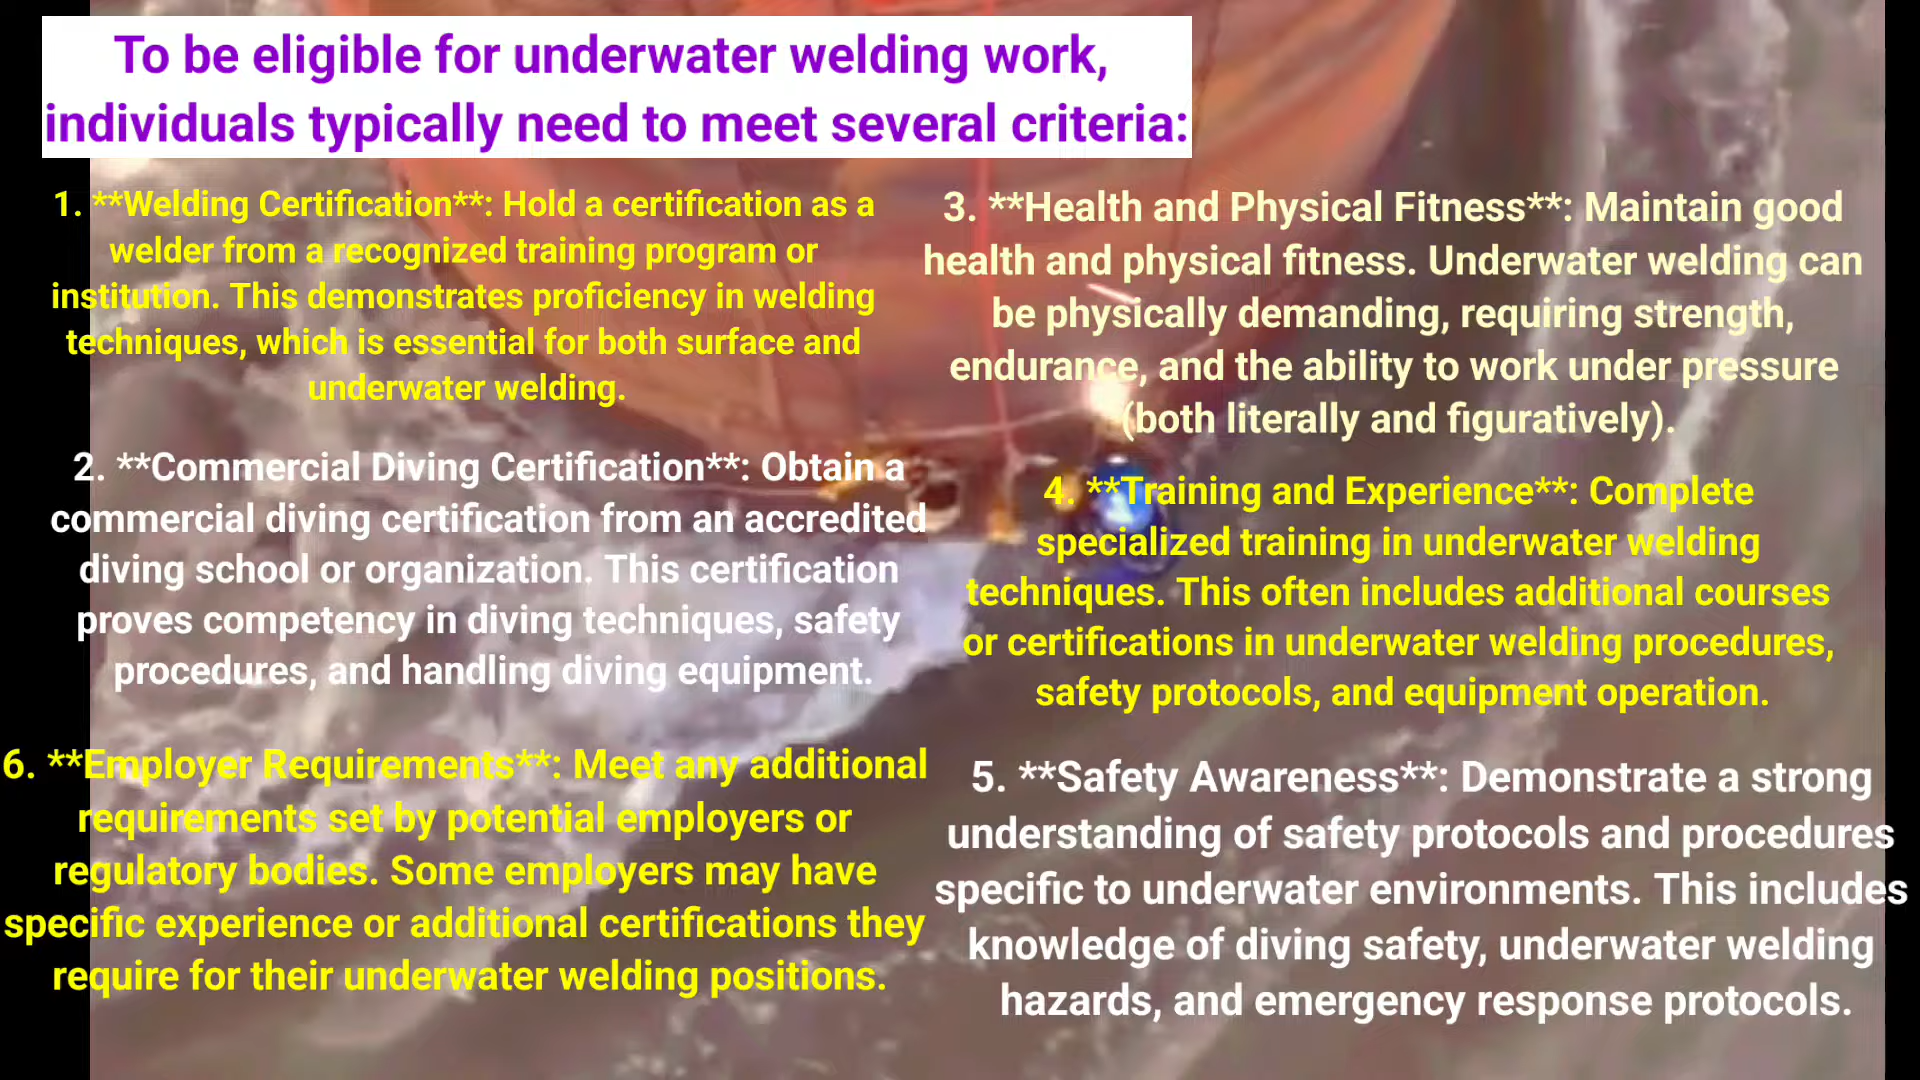 To be eligible for underwater welding work,
individuals typically need to meet several criteria:
1. **Welding Certification**: Hold a certification as a
welder from a recognized training program or
institution. This demonstrates proficiency in welding
techniques, which is essential for both surface and
underwater welding.
2. **Commercial Diving Certification**: Obtain a
commercial diving certification from an accredited
diving school or organization. This certification
proves competency in diving techniques, safety
procedures, and handling diving equipment.
3. **Health and Physical Fitness**: Maintain good
health and physical fitness. Underwater welding can
be physically demanding, requiring strength,
endurance, and the ability to work under pressure
(both literally and figuratively).
4. **Training and Experience**: Complete
specialized training in underwater welding
techniques. This often includes additional courses
or certifications in underwater welding procedures,
safety protocols, and equipment operation.
5. **Safety Awareness**: Demonstrate a strong
understanding of safety protocols and procedures
specific to underwater environments. This includes
knowledge of diving safety, underwater welding
hazards, and emergency response protocols.
6. **Employer Requirements**: Meet any additional
requirements set by potential employers or
regulatory bodies. Some employers may have
specific experience or additional certifications they
require for their underwater welding positions.